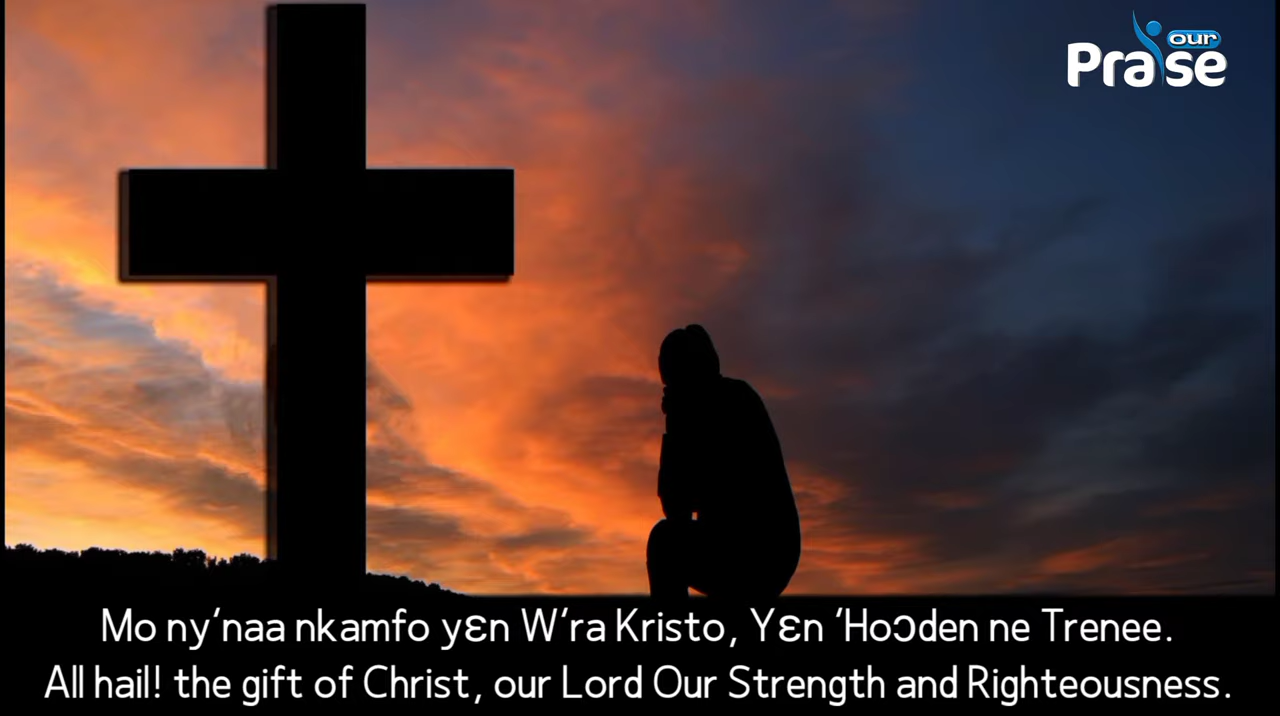 our
Praise
Mo ny'naa nkamfo yɛn W'ra Kristo, Yɛn 'Hoɔden ne Trenee.
All hail! the gift of Christ, our Lord Our Strength and Righteousness.